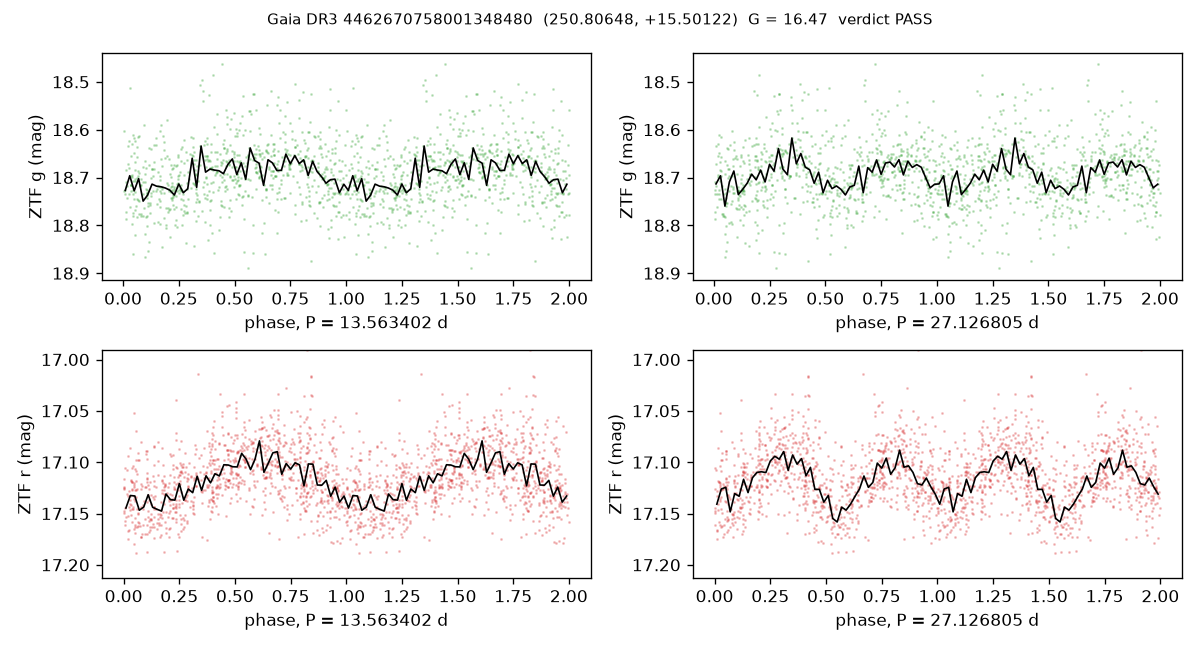 Gaia DR3 4462670758001348480 (250.80648, +15.50122) G = 16.47 verdict PASS
ZTF g (mag)
18.5
18.6
18.7
18.8
18.9
0.00 0.25 0.50 0.75 1.00 1.25 1.50 1.75 2.00
phase, P = 13.563402 d
ZTF g (mag)
18.5
18.6
18.7
18.8
18.9
0.00 0.25 0.50 0.75 1.00 1.25 1.50 1.75 2.00
phase, P = 27.126805 d
ZTF r (mag)
17.00
17.05
17.10
17.15
17.20
0.00 0.25 0.50 0.75 1.00 1.25 1.50 1.75 2.00
phase, P = 13.563402 d
ZTF r (mag)
17.00
17.05
17.10
17.15
17.20
0.00 0.25 0.50 0.75 1.00 1.25 1.50 1.75 2.00
phase, P = 27.126805 d